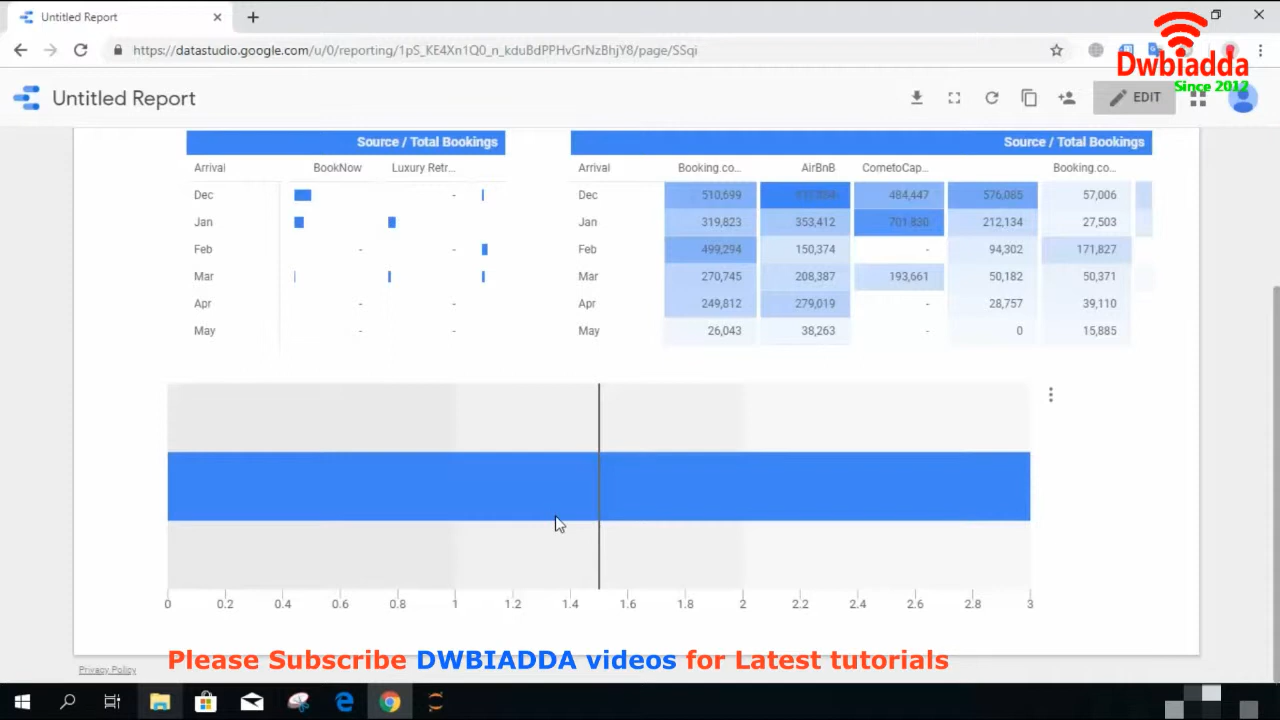 Untitled Report
https://datastudio.google.com/u/0/reporting/1pS_KE4Xn1Q0_n_kduBdPPHvGrNzBhjY8/page/SSqi
Dwbiadda
Since 2012
Untitled Report
EDIT
Source / Total Bookings
Arrival BookNow Luxury Retr...
Dec -
Jan
Feb - -
Mar
Apr - -
May - -
Source / Total Bookings
Arrival Booking.co... AirBnB CometoCap... Booking.co...
Dec 510,699 484,447 576,085 57,006
Jan 319,823 353,412 701,830 212,134 27,503
Feb 499,294 150,374 - 94,302 171,827
Mar 270,745 208,387 193,661 50,182 50,371
Apr 249,812 279,019 - 28,757 39,110
May 26,043 38,263 - 0 15,885
0 0.2 0.4 0.6 0.8 1 1.2 1.4 1.6 1.8 2 2.2 2.4 2.6 2.8 3
Privacy Policy
Please Subscribe DWBIADDA videos for Latest tutorials